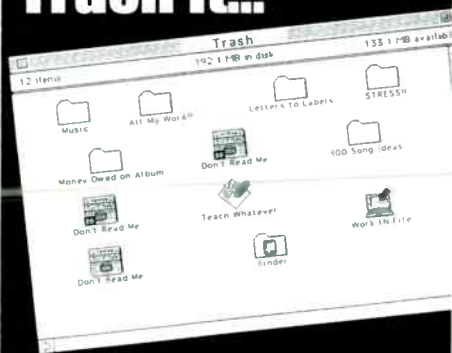 Trash it...
Trash
12 items
192.1 MB in disk
133.1 MB availabl
Music
All My Work!!
Letters to Labels
STRESS!!
Money Owed on Album
Don't Read Me
400 Song Ideas
Don't Read Me
Teach Whatever
Work IN File
Don't Read Me
Finder